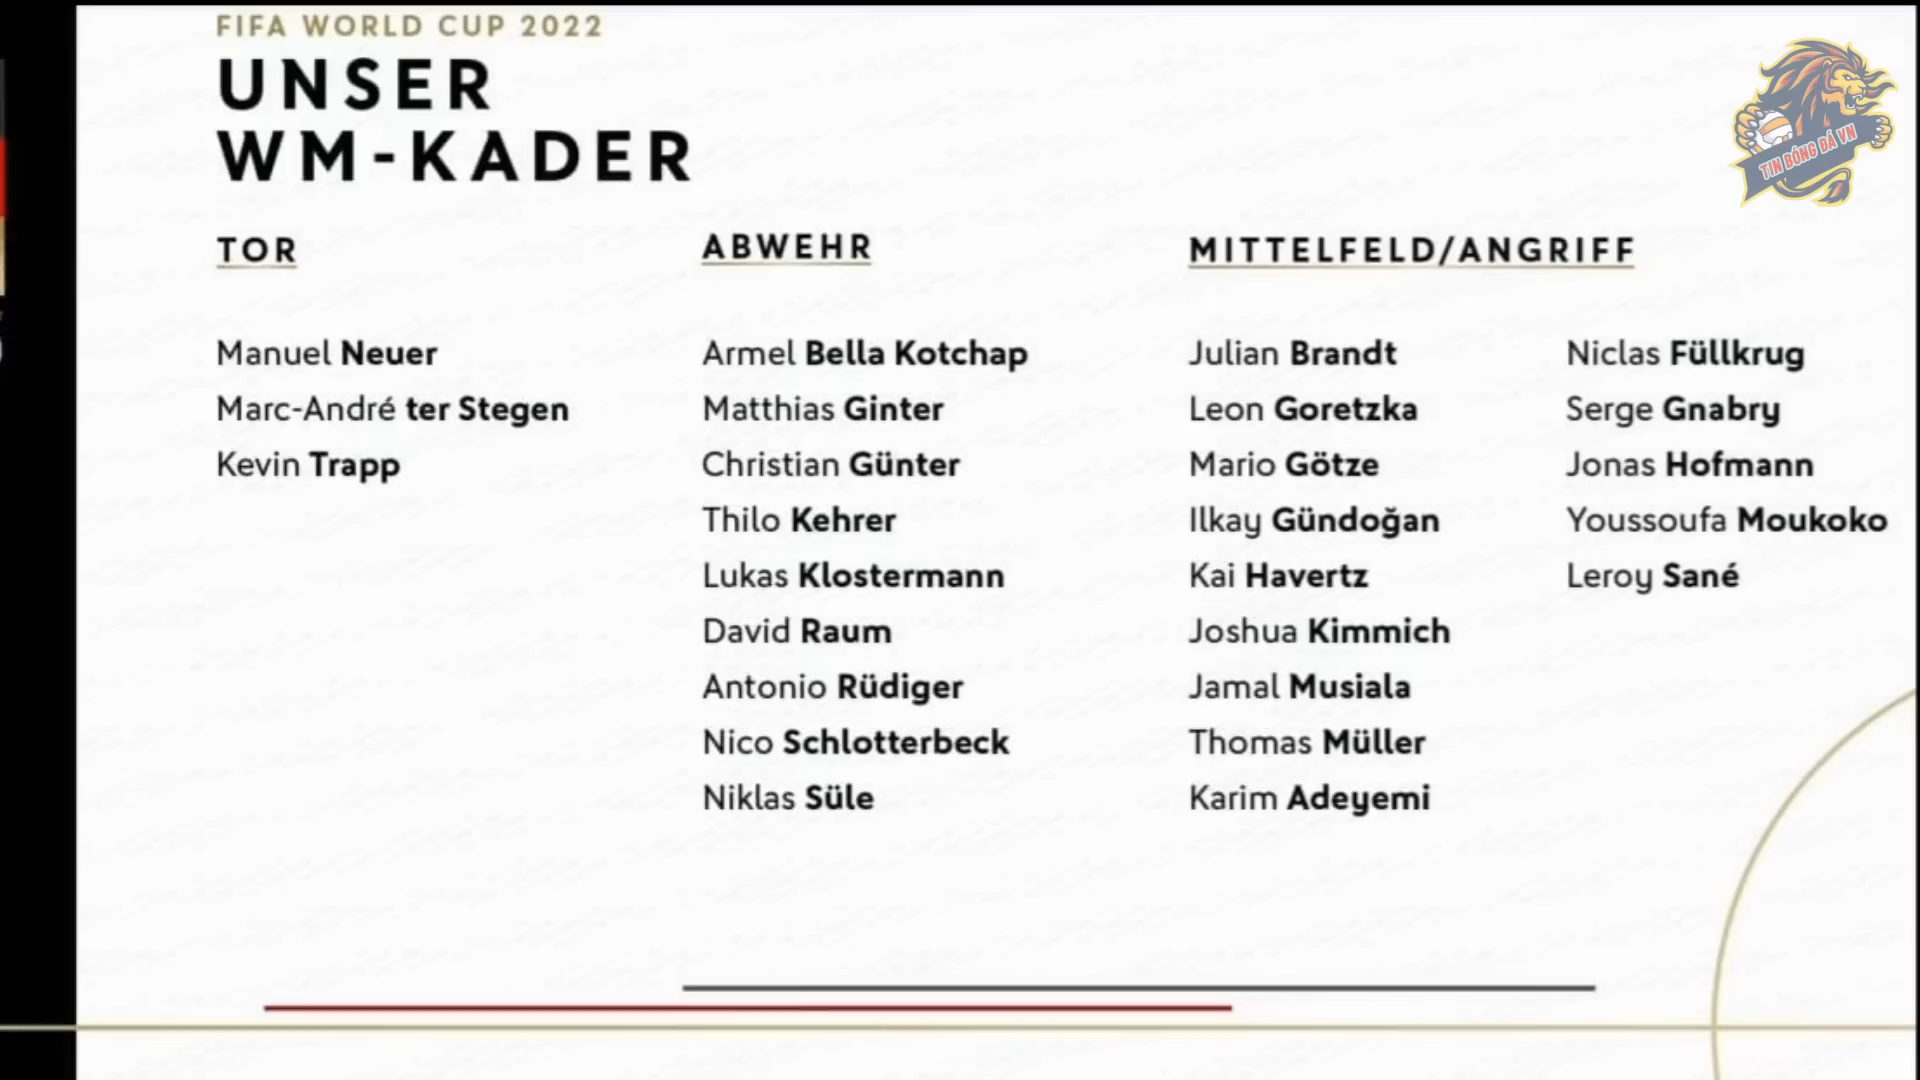 FIFA WORLD CUP 2022
UNSER
WM-KADER
TIN BÓNG ĐÁ VN
TOR
Manuel Neuer
Marc-André ter Stegen
Kevin Trapp
ABWEHR
Armel Bella Kotchap
Matthias Ginter
Christian Günter
Thilo Kehrer
Lukas Klostermann
David Raum
Antonio Rüdiger
Nico Schlotterbeck
Niklas Süle
MITTELFELD/ANGRIFF
Julian Brandt
Leon Goretzka
Mario Götze
Ilkay Gündoğan
Kai Havertz
Joshua Kimmich
Jamal Musiala
Thomas Müller
Karim Adeyemi
Niclas Füllkrug
Serge Gnabry
Jonas Hofmann
Youssoufa Moukoko
Leroy Sané